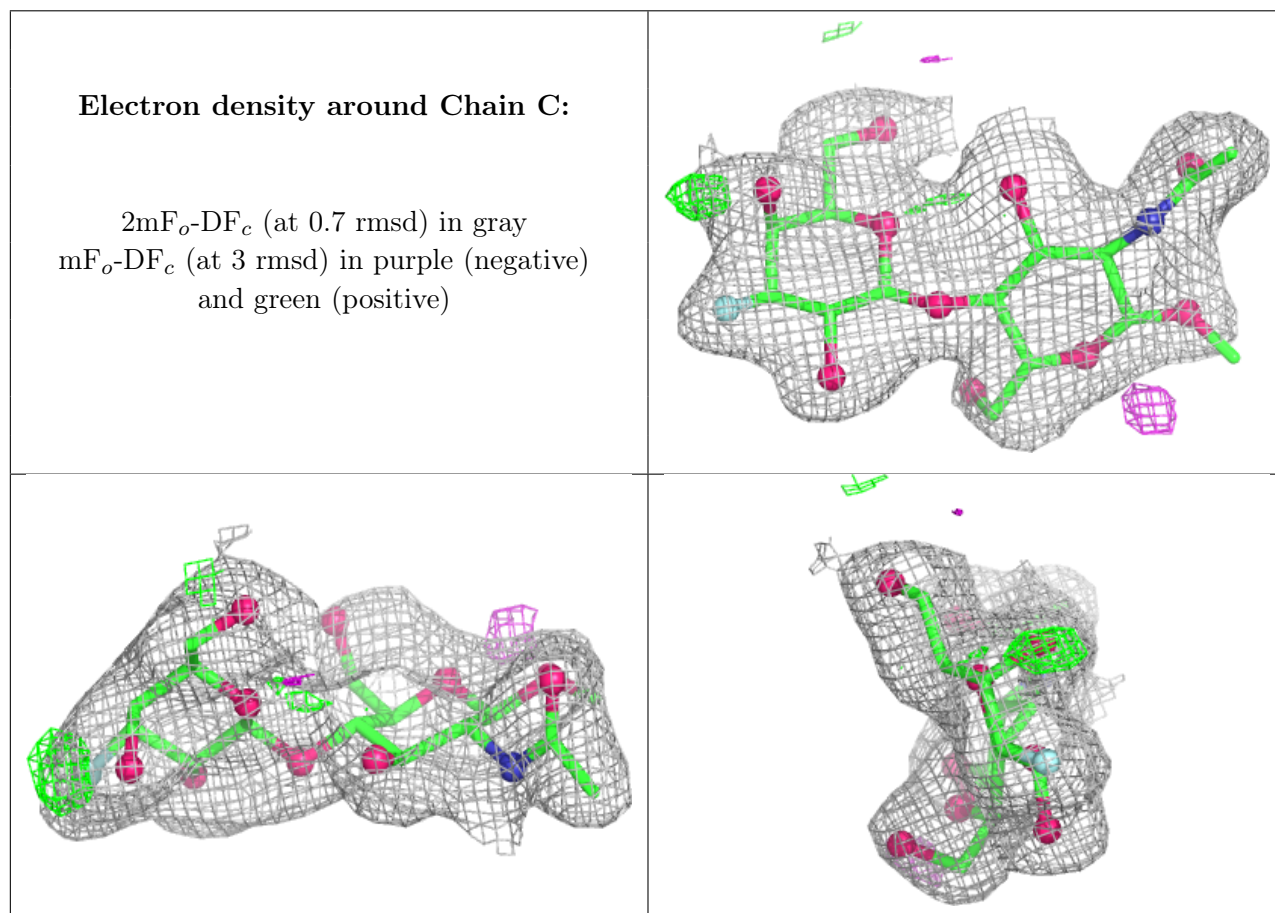 Electron density around Chain C:
2mFo-DFc (at 0.7 rmsd) in gray
mFo-DFc (at 3 rmsd) in purple (negative)
and green (positive)